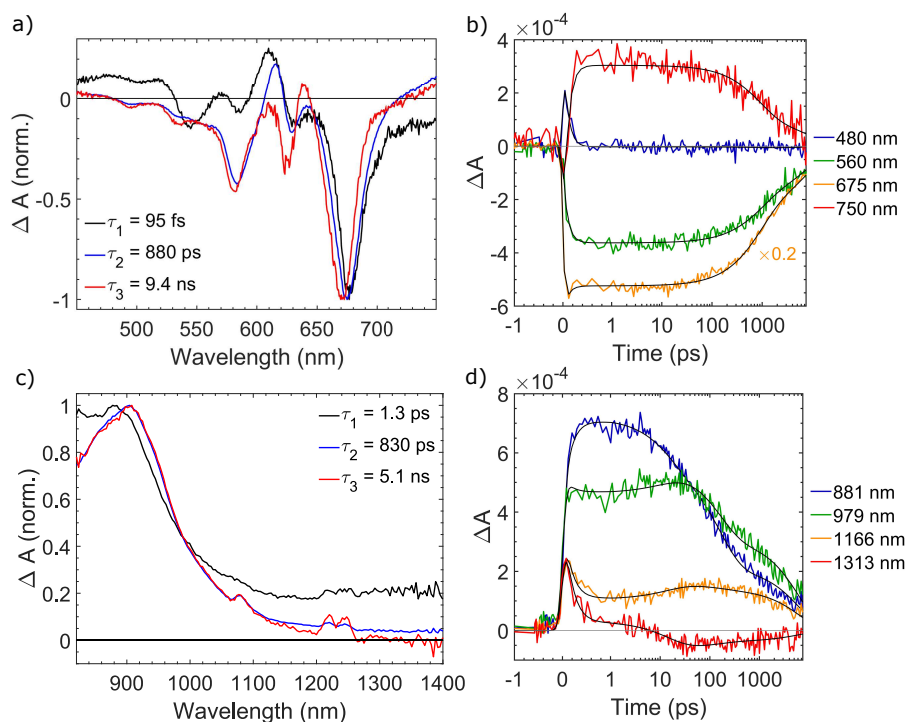 a)
Δ A (norm.)
0
-0.5
-1
τ1 = 95 fs
τ2 = 880 ps
τ3 = 9.4 ns
500 550 600 650 700
Wavelength (nm)
b)
×10-4
ΔA
6
4
2
0
-2
-4
-6
×0.2
-1 0 1 10 100 1000
Time (ps)
480 nm
560 nm
675 nm
750 nm
c)
Δ A (norm.)
1
0.8
0.6
0.4
0.2
0
τ1 = 1.3 ps
τ2 = 830 ps
τ3 = 5.1 ns
900 1000 1100 1200 1300 1400
Wavelength (nm)
d)
×10-4
ΔA
8
6
4
2
0
-2
-1 0 1 10 100 1000
Time (ps)
881 nm
979 nm
1166 nm
1313 nm